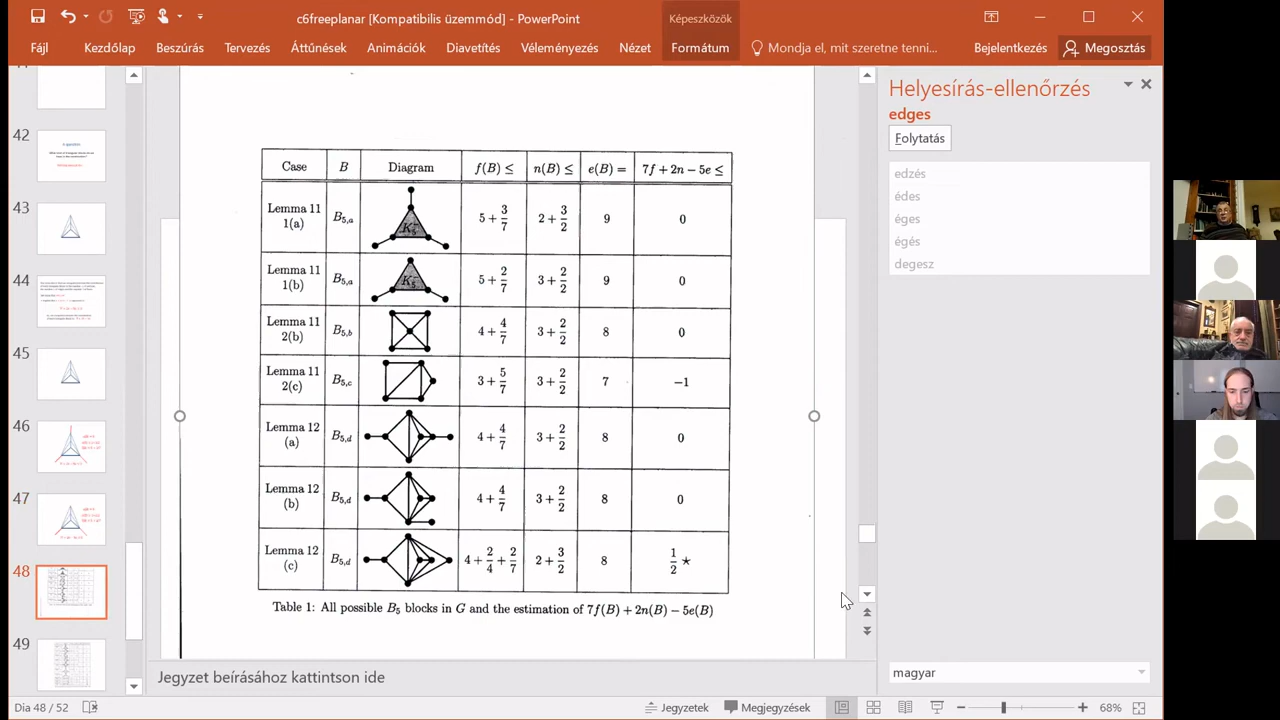 c6freeplanar [Kompatibilis üzemmód] - PowerPoint
Képeszközök
Fájl Kezdőlap Beszúrás Tervezés Áttűnések Animációk Diavetítés Véleményezés Nézet Formátum Mondja el, mit szeretne tenni... Bejelentkezés Megosztás
42
43
44
45
46
47
48
49
Case B Diagram f(B) ≤ n(B) ≤ e(B) = 7f + 2n − 5e ≤
Lemma 11 1(a) B5,a 5 + 3/7 2 + 3/2 9 0
Lemma 11 1(b) B5,a 5 + 2/7 3 + 2/2 9 0
Lemma 11 2(b) B5,b 4 + 4/7 3 + 2/2 8 0
Lemma 11 2(c) B5,c 3 + 5/7 3 + 2/2 7 −1
Lemma 12 (a) B5,d 4 + 4/7 3 + 2/2 8 0
Lemma 12 (b) B5,d 4 + 4/7 3 + 2/2 8 0
Lemma 12 (c) B5,d 4 + 2/4 + 2/7 2 + 3/2 8 1/2 ★
Table 1: All possible B5 blocks in G and the estimation of 7f(B) + 2n(B) − 5e(B)
Helyesírás-ellenőrzés
edges
Folytatás
edzés
édes
éges
égés
degesz
magyar
Jegyzet beírásához kattintson ide
Dia 48 / 52 Jegyzetek Megjegyzések 68%